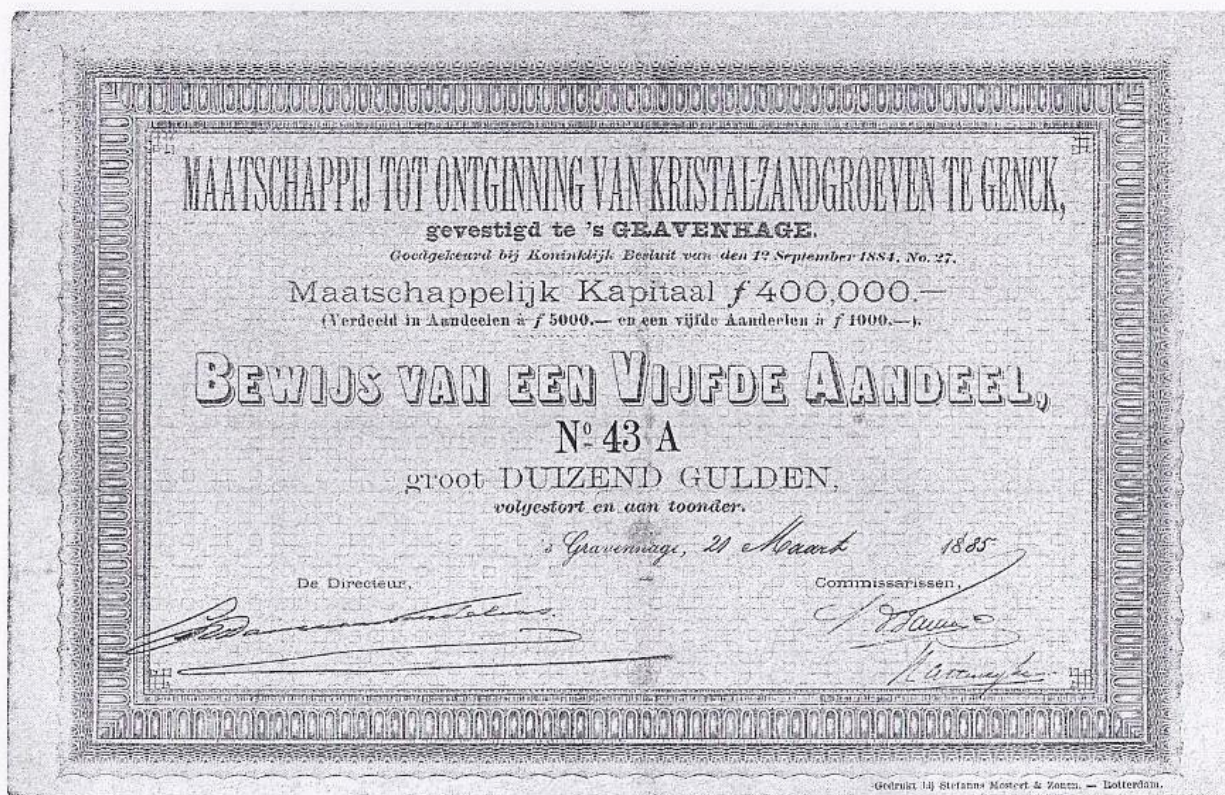 MAATSCHAPPIJ TOT ONTGINNING VAN KRISTAL-ZANDGROEVEN TE GENCK,
gevestigd te 's GRAVENHAGE.
Goedgekeurd bij Koninklijk Besluit van den 1n September 1884, No. 27.
Maatschappelijk Kapitaal ƒ 400,000.—
(Verdeeld in Aandeelen à ƒ 5000.— en een vijfde Aandeelen à ƒ 1000.—).
BEWIJS VAN EEN VIJFDE AANDEEL,
No 43 A
groot DUIZEND GULDEN,
volgestort en aan toonder.
's Gravenhage, 21 Maart 1885
De Directeur,
Commissarissen,
Gedrukt bij Stefanus Mostert & Zonen. — Rotterdam.